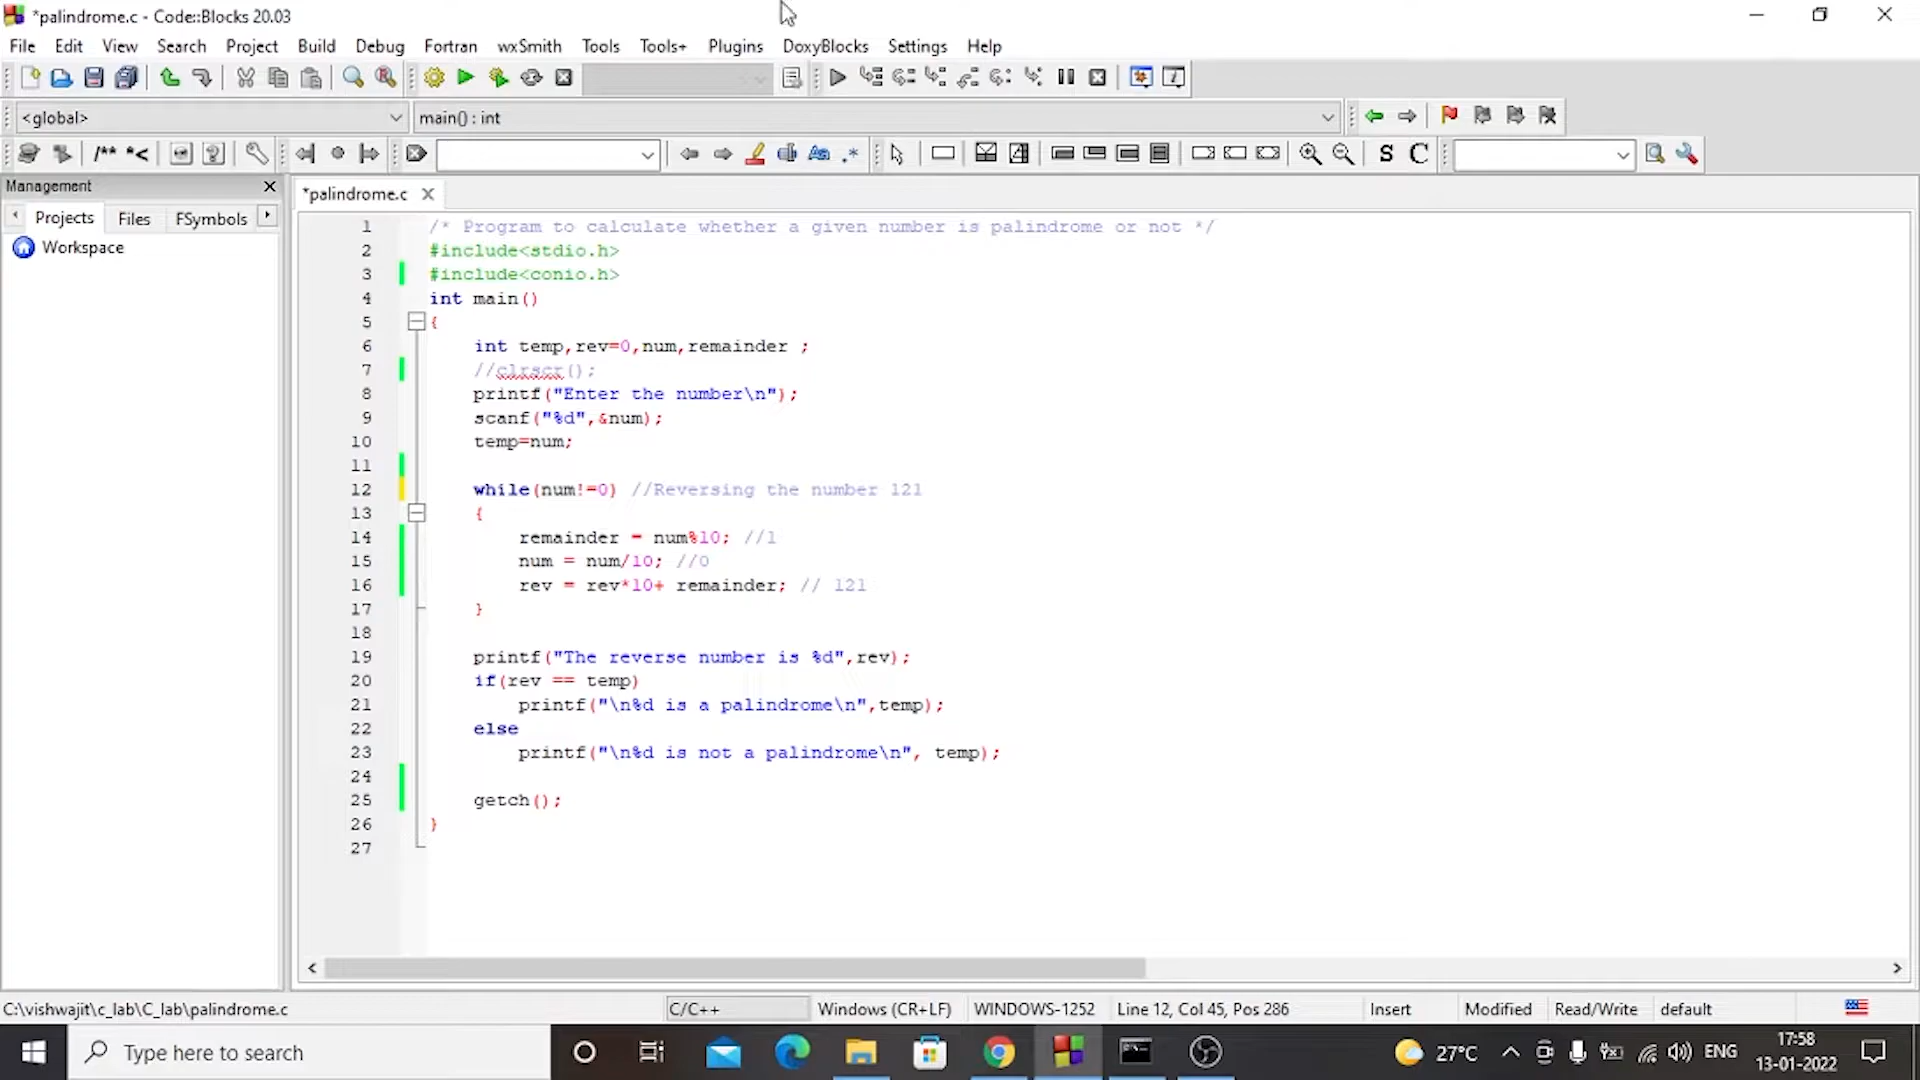 *palindrome.c - Code::Blocks 20.03
File Edit View Search Project Build Debug Fortran wxSmith Tools Tools+ Plugins DoxyBlocks Settings Help
<global> main() : int
/** *< S C
Management
Projects Files FSymbols
Workspace
*palindrome.c
1 /* Program to calculate whether a given number is palindrome or not */
2 #include<stdio.h>
3 #include<conio.h>
4 int main()
5 {
6 int temp,rev=0,num,remainder ;
7 //clrscr();
8 printf("Enter the number\n");
9 scanf("%d",&num);
10 temp=num;
11
12 while(num!=0) //Reversing the number 121
13 {
14 remainder = num%10; //1
15 num = num/10; //0
16 rev = rev*10+ remainder; // 121
17 }
18
19 printf("The reverse number is %d",rev);
20 if(rev == temp)
21 printf("\n%d is a palindrome\n",temp);
22 else
23 printf("\n%d is not a palindrome\n", temp);
24
25 getch();
26 }
27
C:\vishwajit\c_lab\C_lab\palindrome.c C/C++ Windows (CR+LF) WINDOWS-1252 Line 12, Col 45, Pos 286 Insert Modified Read/Write default
Type here to search 27°C ENG 17:58
13-01-2022